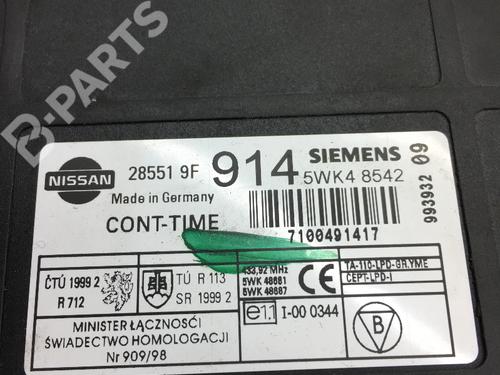 B-PARTS
NISSAN
28551 9F 914
SIEMENS
5WK4 8542
09
993932
Made in Germany
CONT-TIME
7100491417
ČTÚ 1999 2
R 712
TÚ R 113
SR 1999 2
433,92 MHz
5WK 48681
5WK 48687
CE
TA-110-LPD-GR.YME
CEPT-LPD-I
e11
I-00 0344
B
MINISTER ŁĄCZNOŚCI
ŚWIADECTWO HOMOLOGACJI
Nr 909/98